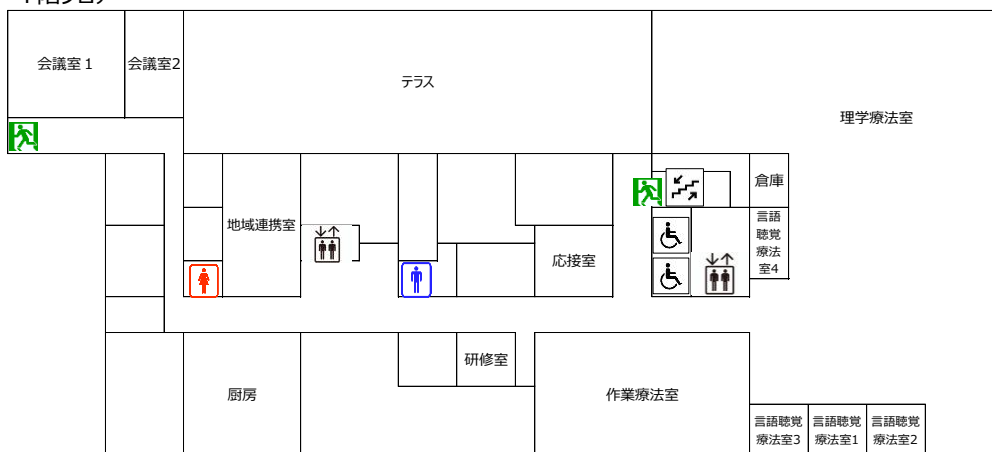 会議室１
会議室2
テラス
理学療法室
倉庫
地域連携室
言語
聴覚
療法
室4
応接室
研修室
厨房
作業療法室
言語聴覚
療法室3
言語聴覚
療法室1
言語聴覚
療法室2